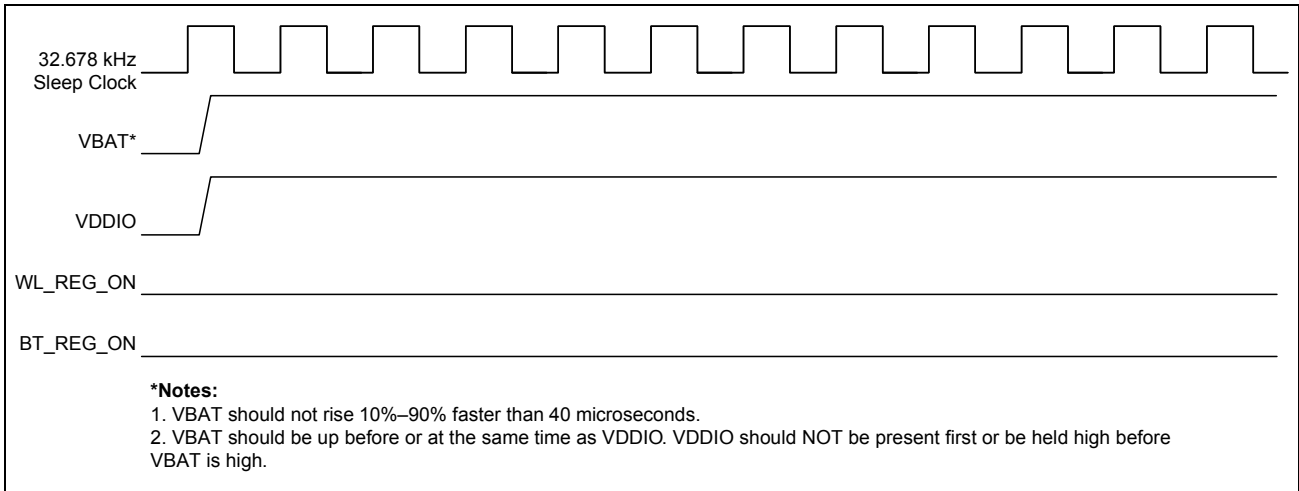 32.678 kHz
Sleep Clock
VBAT*
VDDIO
WL_REG_ON
BT_REG_ON
*Notes:
1. VBAT should not rise 10%–90% faster than 40 microseconds.
2. VBAT should be up before or at the same time as VDDIO. VDDIO should NOT be present first or be held high before
VBAT is high.